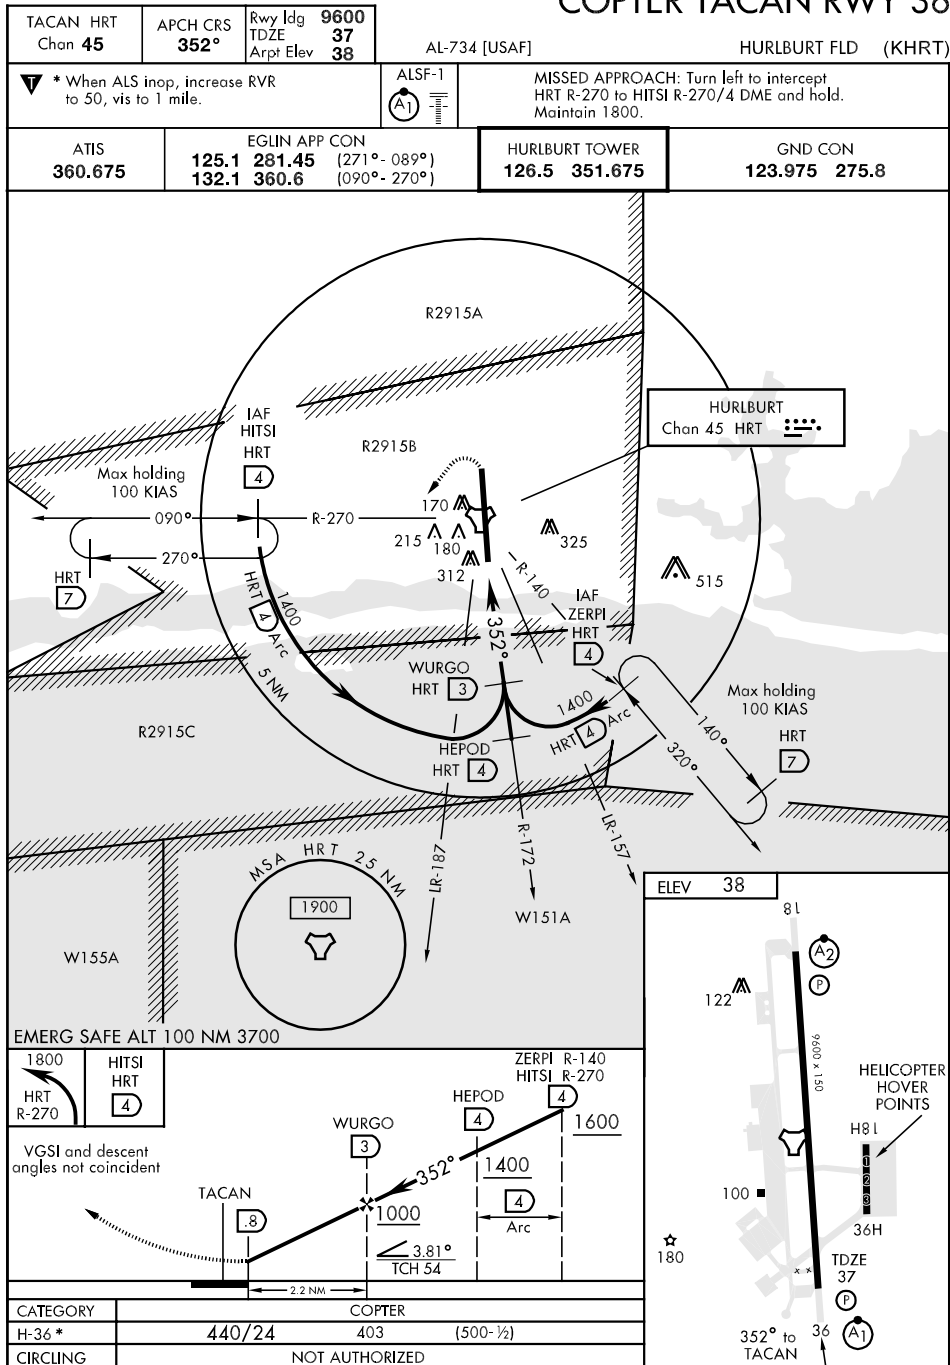 COPTER TACAN RWY 36
TACAN HRT
Chan 45
APCH CRS
352°
Rwy ldg 9600
TDZE 37
Arpt Elev 38
AL-734 [USAF]
HURLBURT FLD (KHRT)
T
* When ALS inop, increase RVR
to 50, vis to 1 mile.
ALSF-1
A1
MISSED APPROACH: Turn left to intercept
HRT R-270 to HITSI R-270/4 DME and hold.
Maintain 1800.
ATIS
360.675
EGLIN APP CON
125.1 281.45 (271°- 089°)
132.1 360.6 (090°- 270°)
HURLBURT TOWER
126.5 351.675
GND CON
123.975 275.8
R2915A
HURLBURT
Chan 45 HRT
IAF
HITSI
HRT
4
R2915B
Max holding
100 KIAS
090°
R-270
270°
HRT
7
170
215
180
312
325
515
R-140
IAF
ZERPI
HRT
4
HRT 4 Arc
1400
352°
5 NM
WURGO
HRT 3
1400
HRT 4 Arc
Max holding
100 KIAS
140°
320°
HRT
7
R2915C
HEPOD
HRT 4
LR-187
R-172
LR-157
MSA HRT 25 NM
1900
W151A
W155A
EMERG SAFE ALT 100 NM 3700
ELEV 38
18
A2
P
122
9600 x 150
HELICOPTER
HOVER
POINTS
18H
1
2
3
36H
100
180
TDZE
37
P
352° to
TACAN
36
A1
1800
HRT
R-270
HITSI
HRT
4
VGSI and descent
angles not coincident
TACAN
.8
WURGO
3
HEPOD
4
ZERPI R-140
HITSI R-270
4
1600
352°
1400
4
Arc
1000
3.81°
TCH 54
2.2 NM
CATEGORY
COPTER
H-36 *
440/24 403 (500-½)
CIRCLING
NOT AUTHORIZED